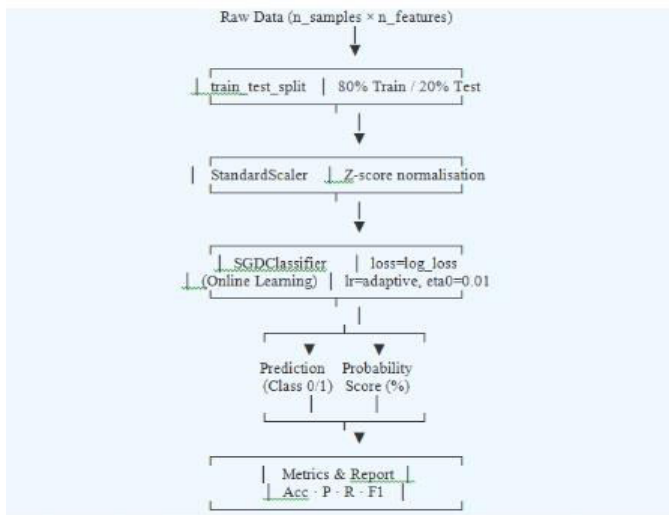 Raw Data (n_samples × n_features)
train_test_split | 80% Train / 20% Test
StandardScaler | Z-score normalisation
SGDClassifier | loss=log_loss
(Online Learning) | lr=adaptive, eta0=0.01
Prediction Probability
(Class 0/1) Score (%)
Metrics & Report
Acc · P · R · F1